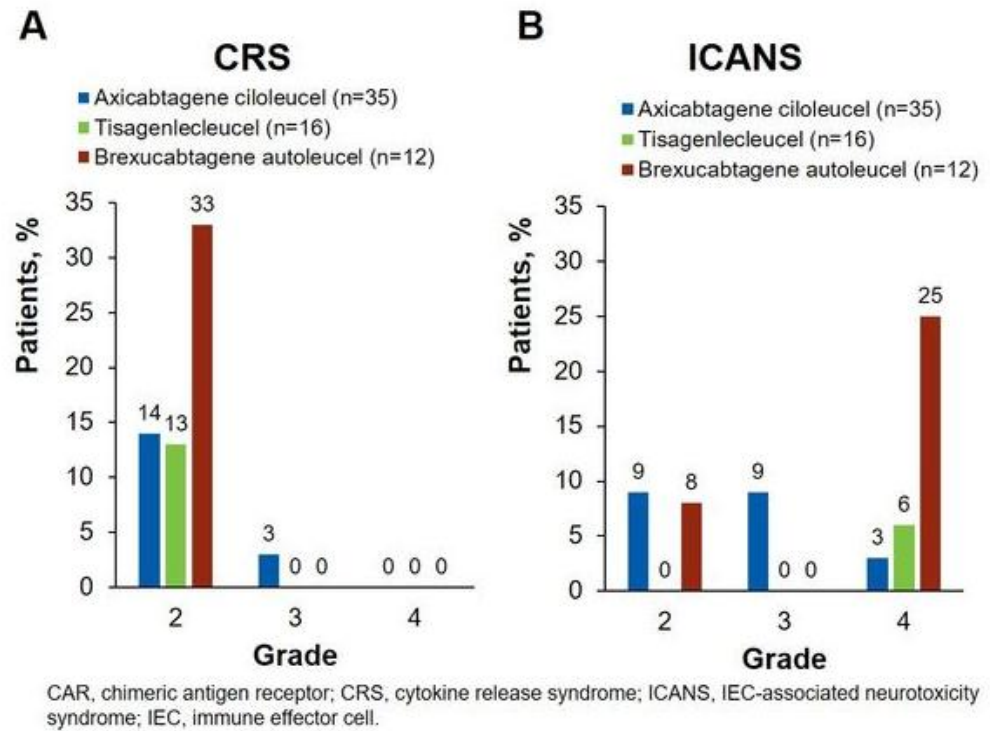 A
CRS
Axicabtagene ciloleucel (n=35)
Tisagenlecleucel (n=16)
Brexucabtagene autoleucel (n=12)
Patients, %
35
30
25
20
15
10
5
0
14
13
33
3
0
0
0
0
0
2
3
4
Grade
B
ICANS
Axicabtagene ciloleucel (n=35)
Tisagenlecleucel (n=16)
Brexucabtagene autoleucel (n=12)
Patients, %
35
30
25
20
15
10
5
0
9
0
8
9
0
0
3
6
25
2
3
4
Grade
CAR, chimeric antigen receptor; CRS, cytokine release syndrome; ICANS, IEC-associated neurotoxicity
syndrome; IEC, immune effector cell.